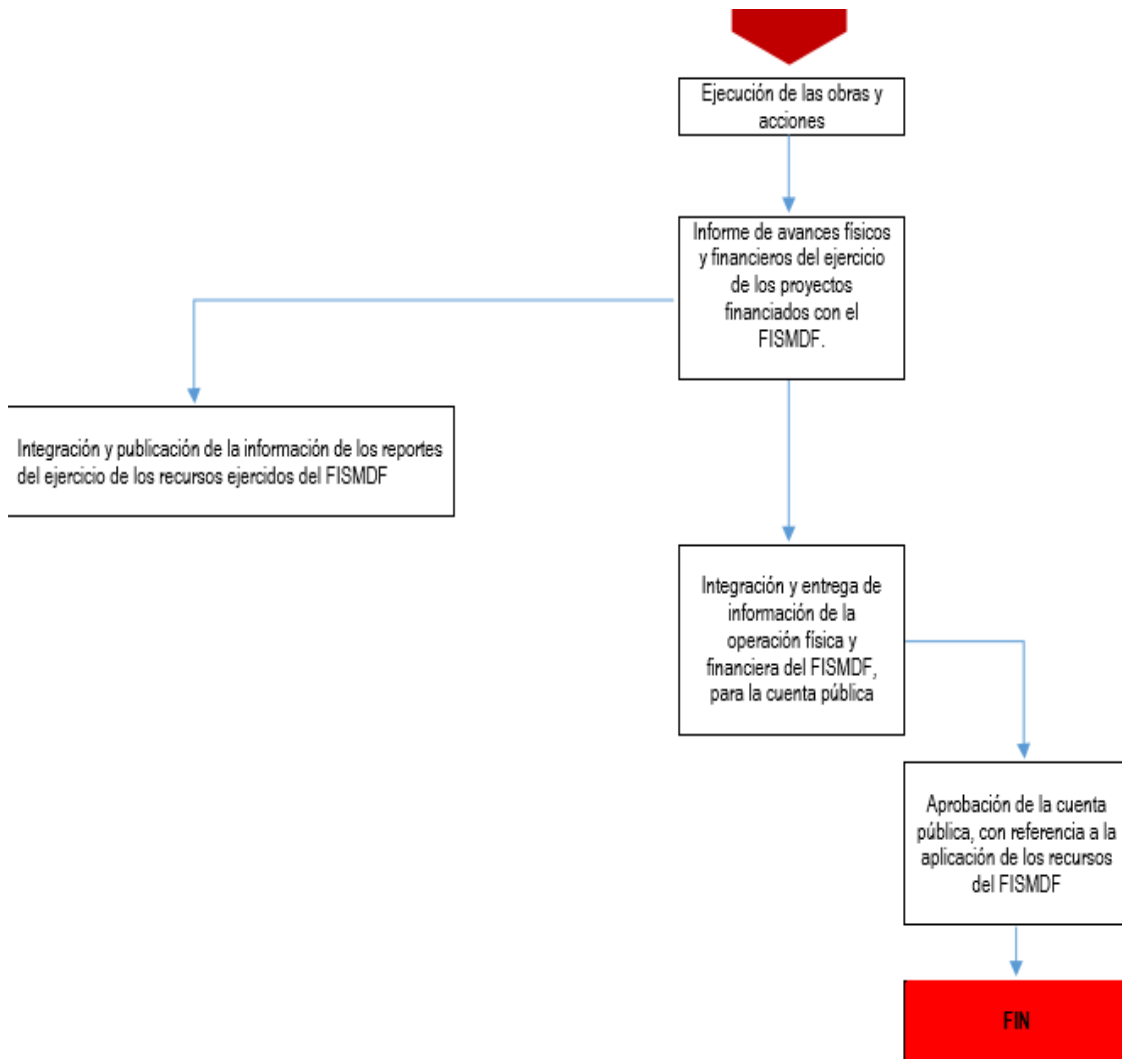 Ejecución de las obras y
acciones
Informe de avances físicos
y financieros del ejercicio
de los proyectos
financiados con el
FISMDF.
Integración y publicación de la información de los reportes
del ejercicio de los recursos ejercidos del FISMDF
Integración y entrega de
información de la
operación física y
financiera del FISMDF,
para la cuenta pública
Aprobación de la cuenta
pública, con referencia a la
aplicación de los recursos
del FISMDF
FIN